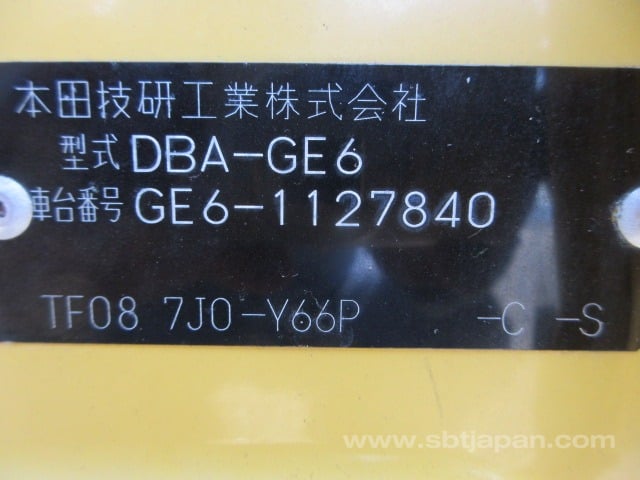 本田技研工業株式会社
型式 DBA-GE6
車台番号 GE6-1127840
TF08 7J0-Y66P -C -S
www.sbtjapan.com